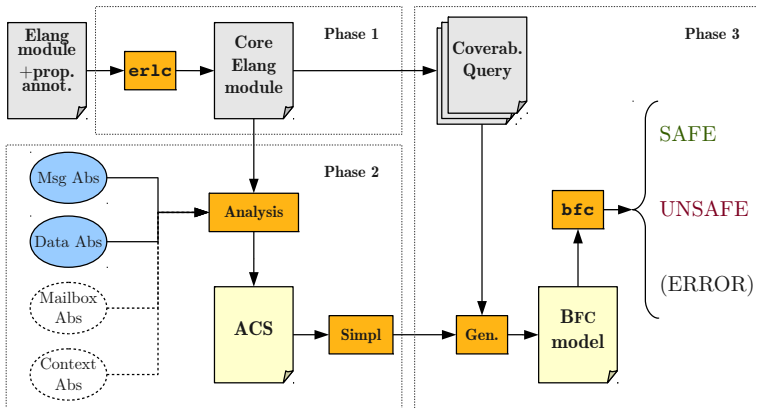 Elang
module
+prop.
annot.
erlc
Core
Elang
module
Phase 1
Coverab.
Query
Phase 3
Msg Abs
Data Abs
Mailbox
Abs
Context
Abs
Phase 2
Analysis
ACS
Simpl
Gen.
BFC
model
bfc
SAFE
UNSAFE
(ERROR)